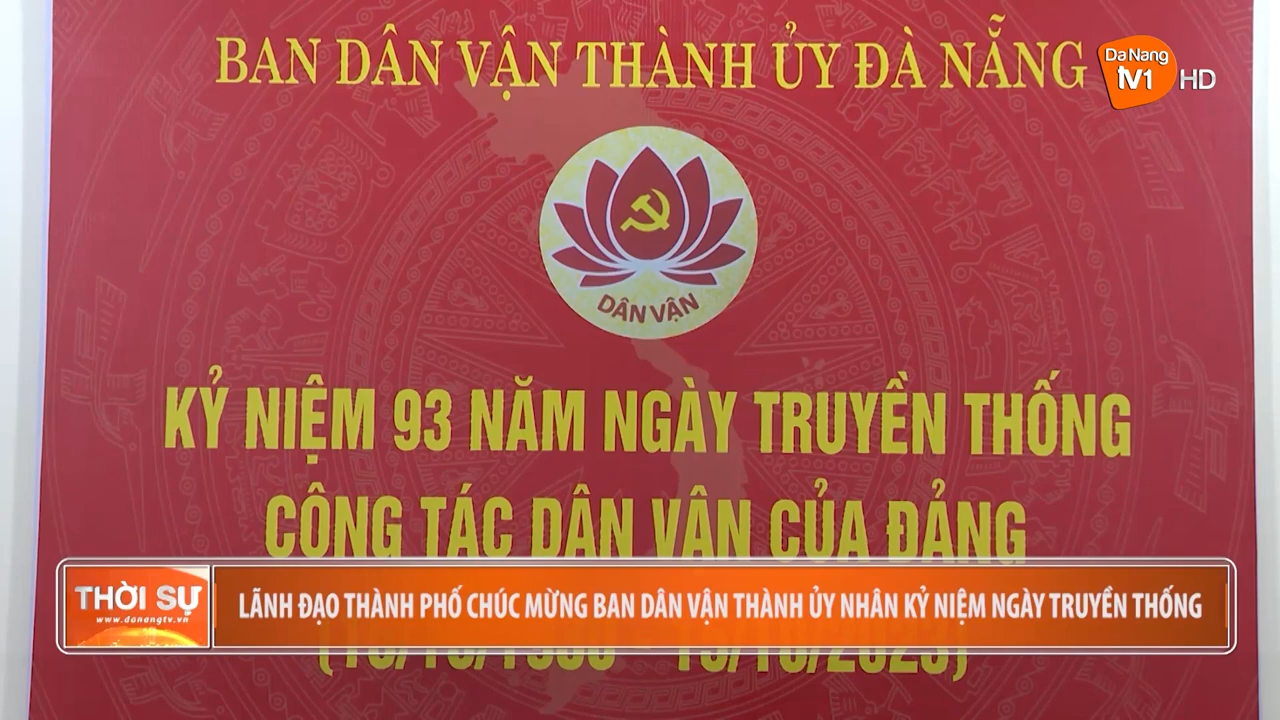 BAN DÂN VẬN THÀNH ỦY ĐÀ NẴNG
DaNang
TV1 HD
DÂN VẬN
KỶ NIỆM 93 NĂM NGÀY TRUYỀN THỐNG
CÔNG TÁC DÂN VẬN CỦA ĐẢNG
THỜI SỰ
www.danangtv.vn
LÃNH ĐẠO THÀNH PHỐ CHÚC MỪNG BAN DÂN VẬN THÀNH ỦY NHÂN KỶ NIỆM NGÀY TRUYỀN THỐNG